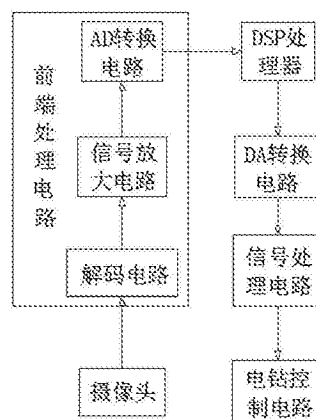 AD转换
电路
DSP处
理器
前
端
处
理
电
路
信号放
大电路
DA转换
电路
解码电路
信号处
理电路
摄像头
电钻控
制电路